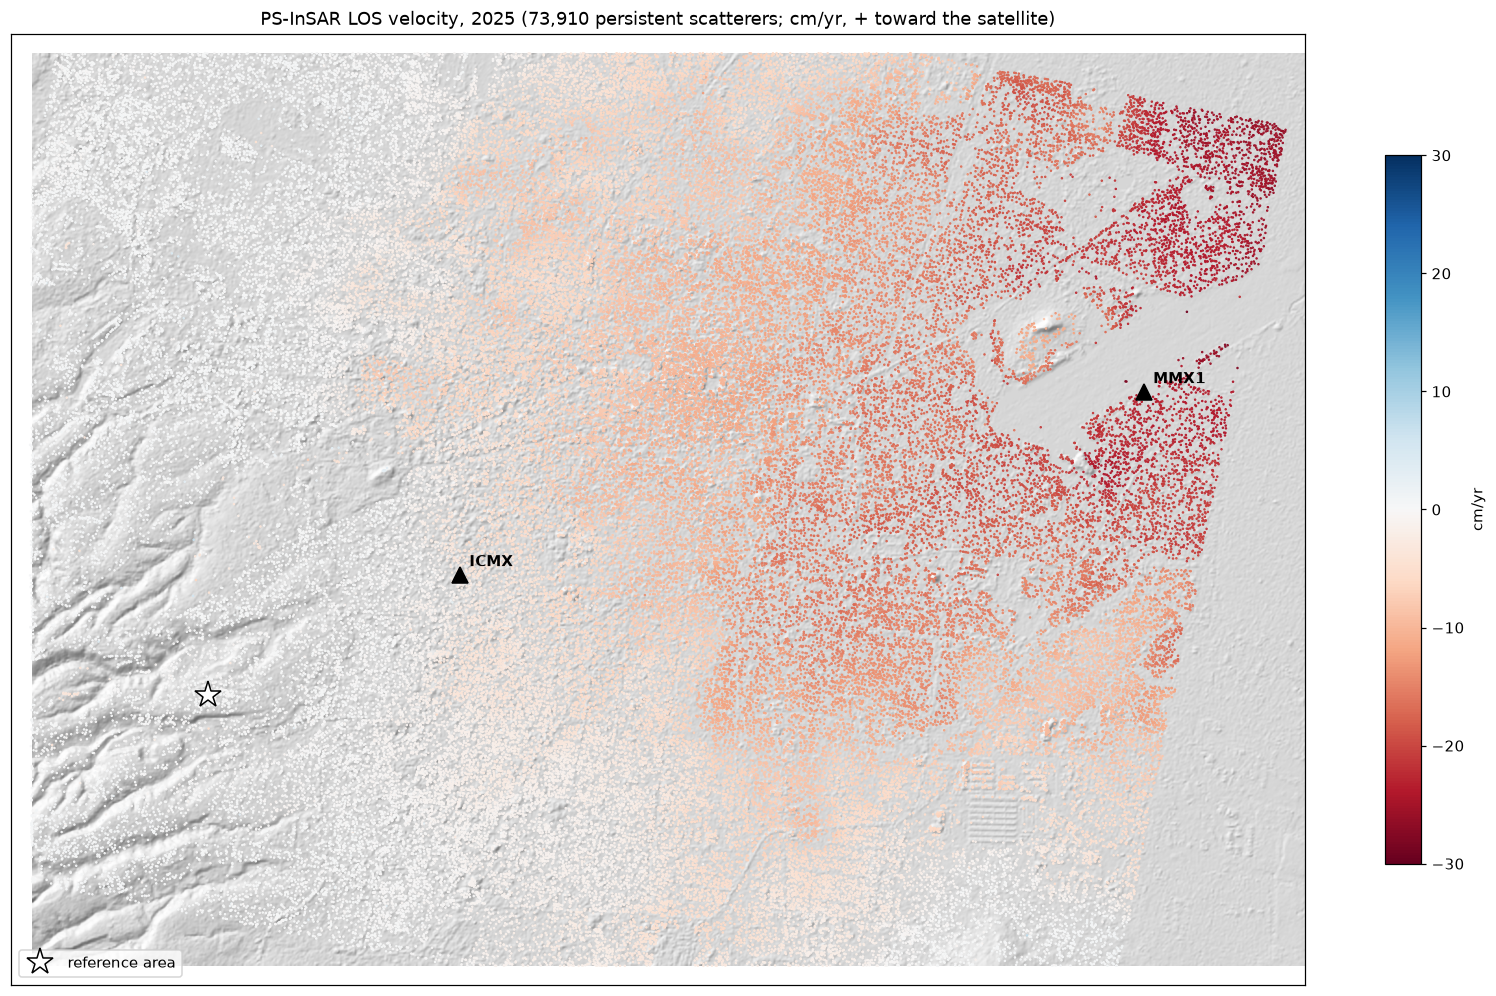 PS-InSAR LOS velocity, 2025 (73,910 persistent scatterers; cm/yr, + toward the satellite)
MMX1
ICMX
reference area
30
20
10
0
−10
−20
−30
cm/yr